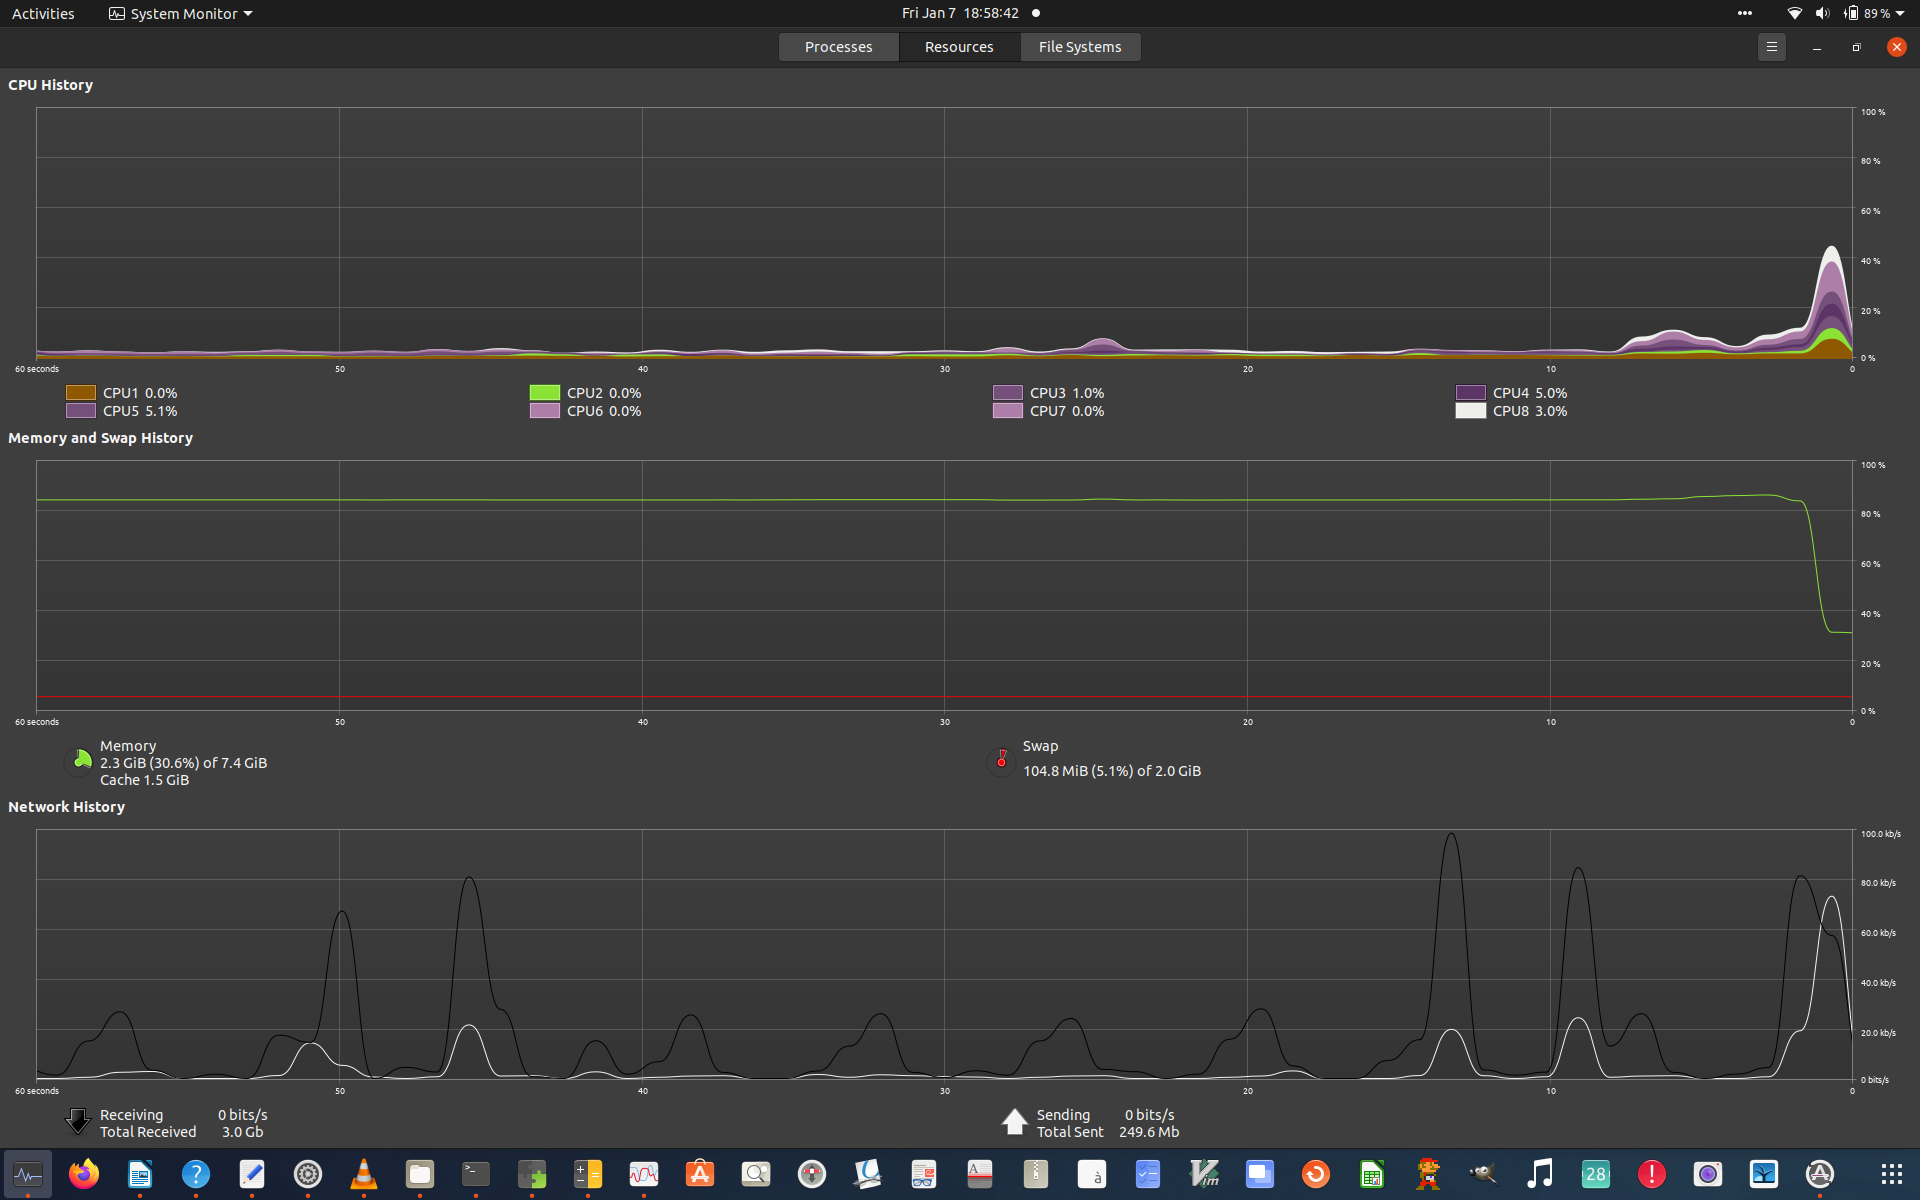 Activities
System Monitor
Fri Jan 7 18:58:42
89 %
Processes
Resources
File Systems
CPU History
100 %
80 %
60 %
40 %
20 %
0 %
60 seconds
50
40
30
20
10
0
CPU1 0.0%
CPU2 0.0%
CPU3 1.0%
CPU4 5.0%
CPU5 5.1%
CPU6 0.0%
CPU7 0.0%
CPU8 3.0%
Memory and Swap History
100 %
80 %
60 %
40 %
20 %
0 %
60 seconds
50
40
30
20
10
0
Memory
2.3 GiB (30.6%) of 7.4 GiB
Cache 1.5 GiB
Swap
104.8 MiB (5.1%) of 2.0 GiB
Network History
100.0 kb/s
80.0 kb/s
60.0 kb/s
40.0 kb/s
20.0 kb/s
0 bits/s
60 seconds
50
40
30
20
10
0
Receiving 0 bits/s
Total Received 3.0 Gb
Sending 0 bits/s
Total Sent 249.6 Mb
?
>_
A
à
Vim
28
!